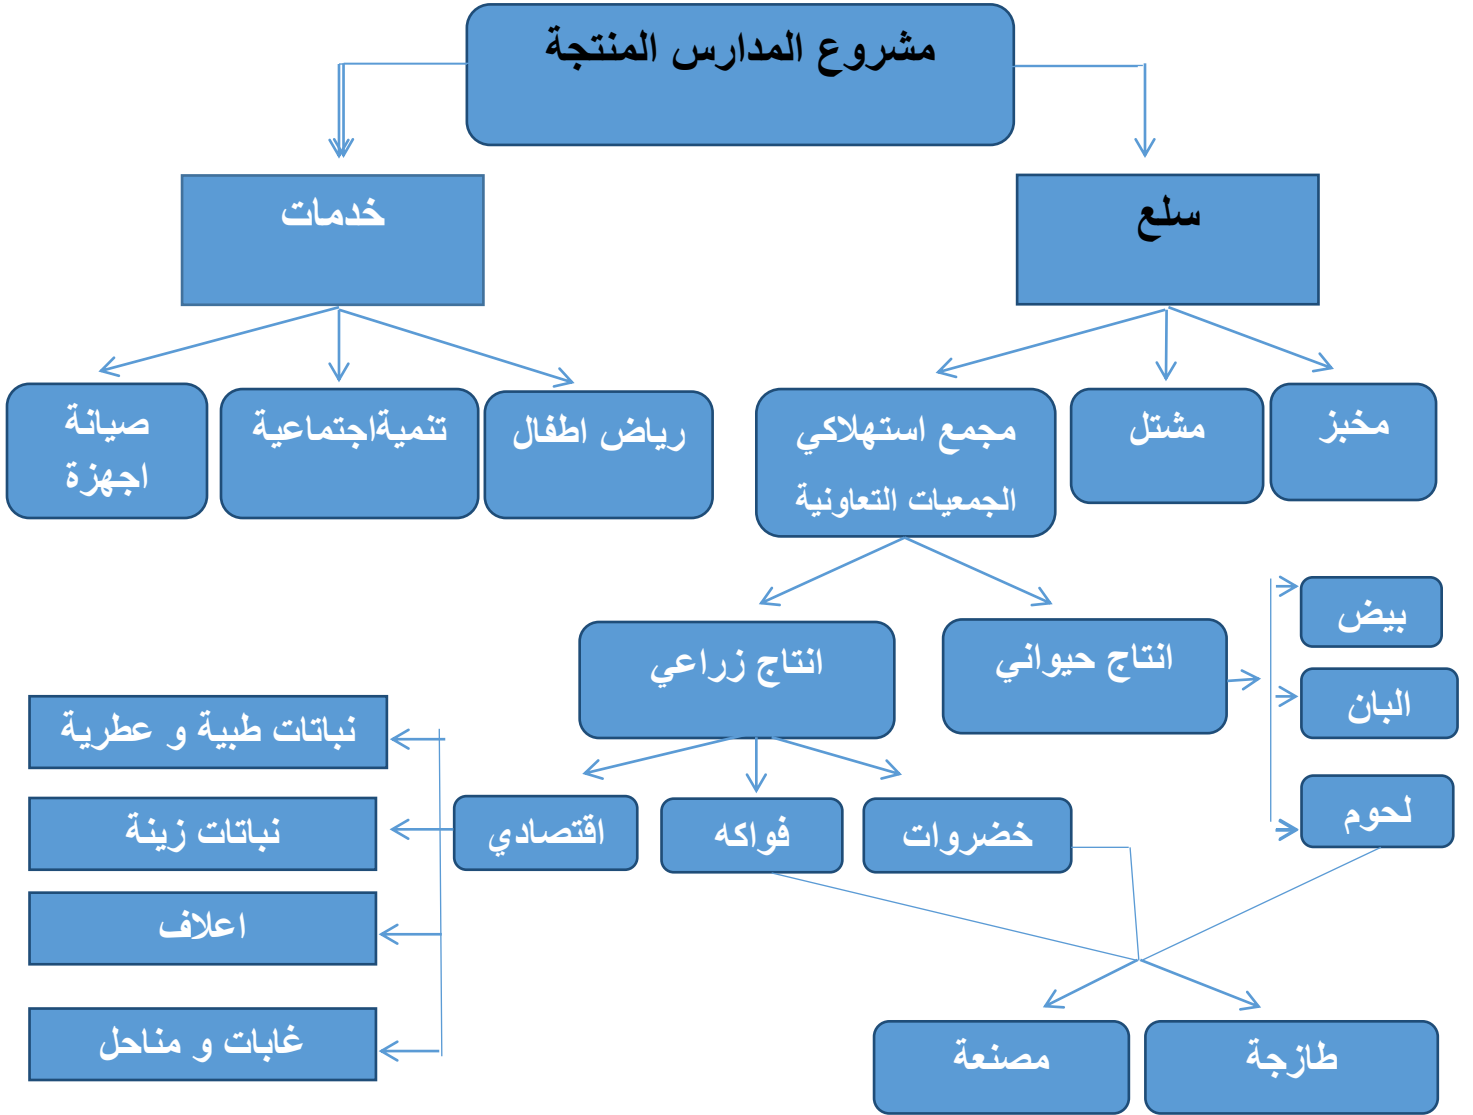 مشروع المدارس المنتجة
سلع
خدمات
مخبز
مشتل
مجمع استهلاكي
الجمعيات التعاونية
رياض اطفال
تنميةاجتماعية
صيانة
اجهزة
بيض
انتاج حيواني
انتاج زراعي
البان
نباتات طبية و عطرية
لحوم
خضروات
فواكه
اقتصادي
نباتات زينة
اعلاف
طازجة
مصنعة
غابات و مناحل